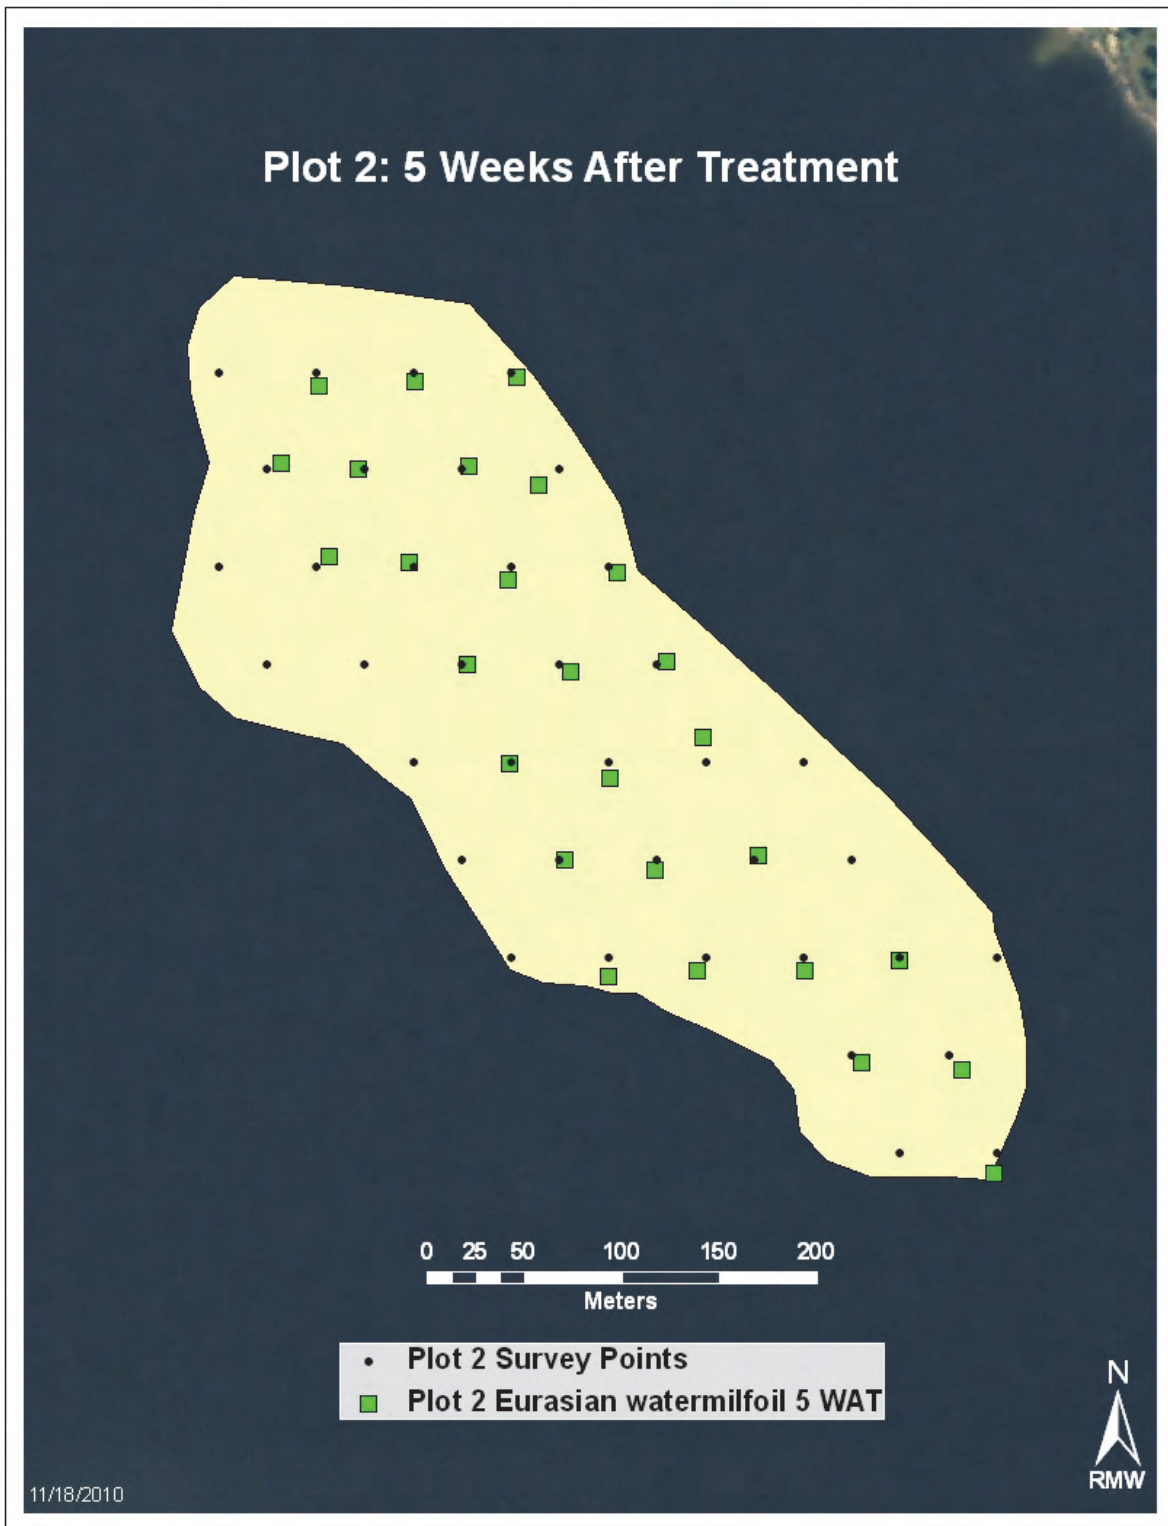 Plot 2: 5 Weeks After Treatment
0 25 50 100 150 200
Meters
Plot 2 Survey Points
Plot 2 Eurasian watermilfoil 5 WAT
N
RMW
11/18/2010